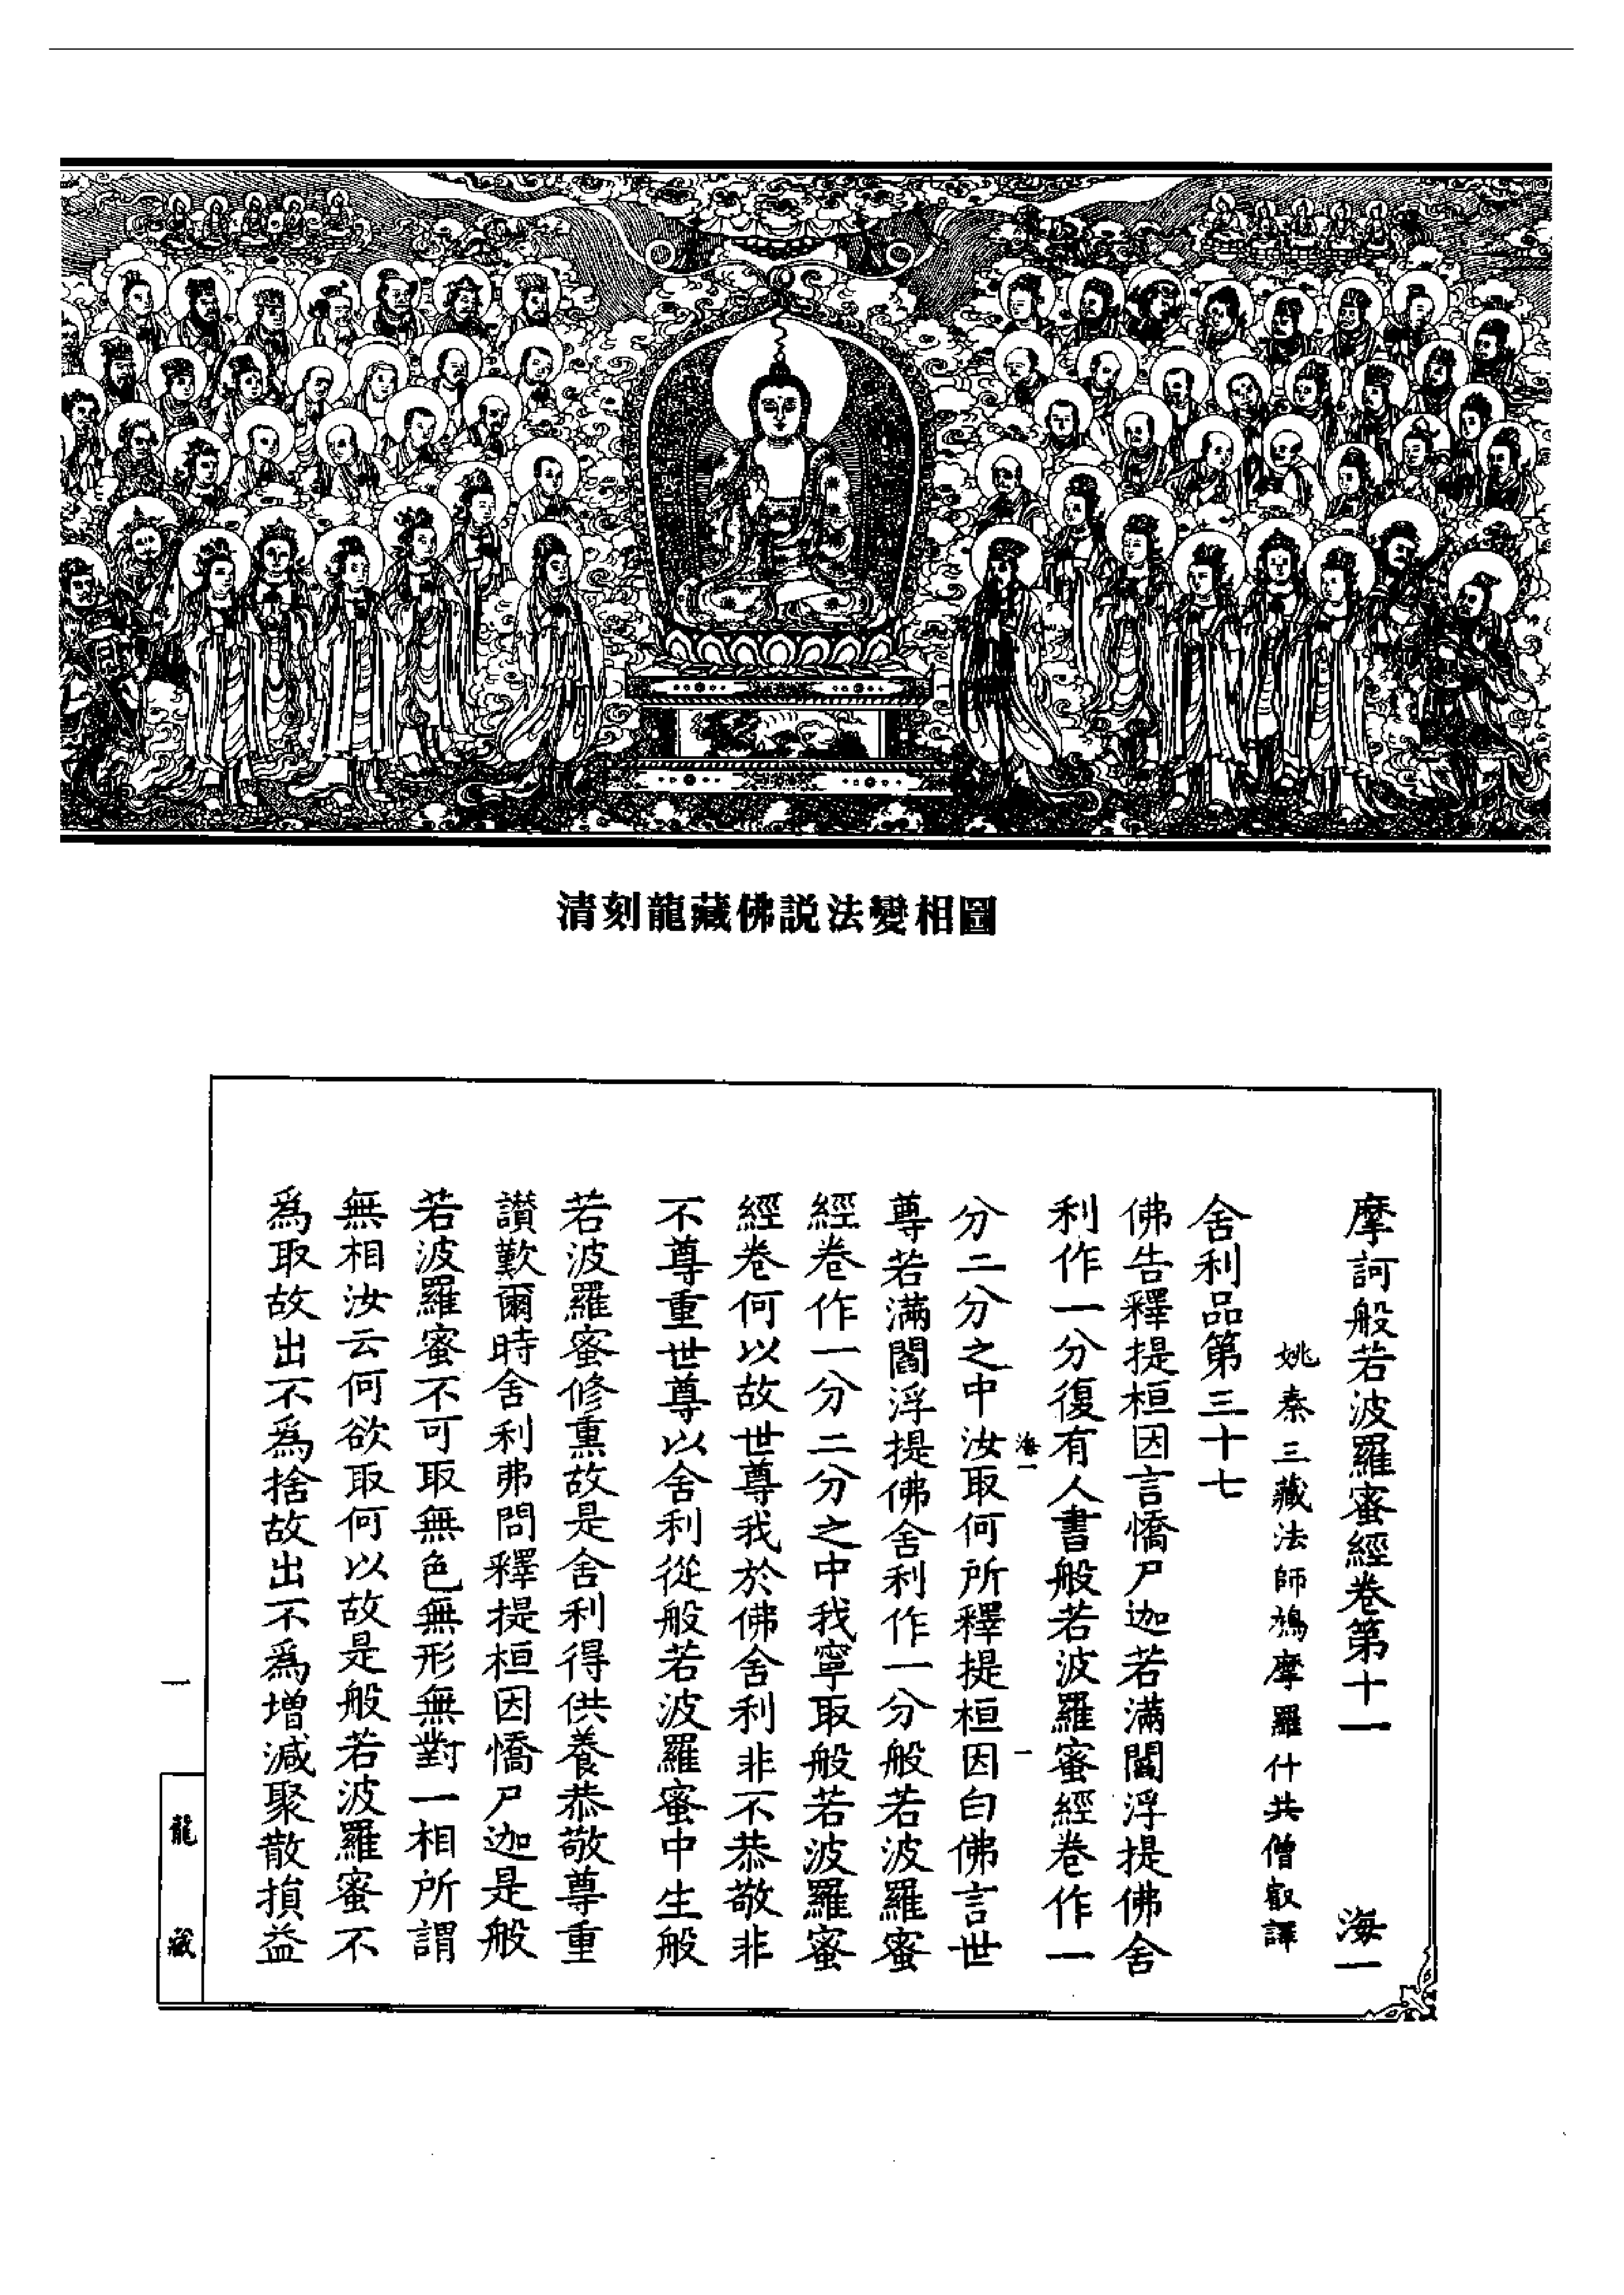 清刻龍藏佛説法變相圖
摩訶般若波羅蜜經卷第十一 海一
姚秦三藏法師鳩摩羅什共僧叡譯
舍利品第三十七
佛告釋提桓因言憍尸迦若滿閻浮提佛舍
利作一分復有人書般若波羅蜜經卷作一
海一 一
分二分之中汝取何所釋提桓因白佛言世
尊若滿閻浮提佛舍利作一分般若波羅蜜
經卷作一分二分之中我寧取般若波羅蜜
經卷何以故世尊我於佛舍利非不恭敬非
不尊重世尊以舍利從般若波羅蜜中生般
若波羅蜜修熏故是舍利得供養恭敬尊重
讃歎爾時舍利弗問釋提桓因憍尸迦是般
若波羅蜜不可取無色無形無對一相所謂
無相汝云何欲取何以故是般若波羅蜜不
爲取故出不爲捨故出不爲增減聚散損益
一
龍藏